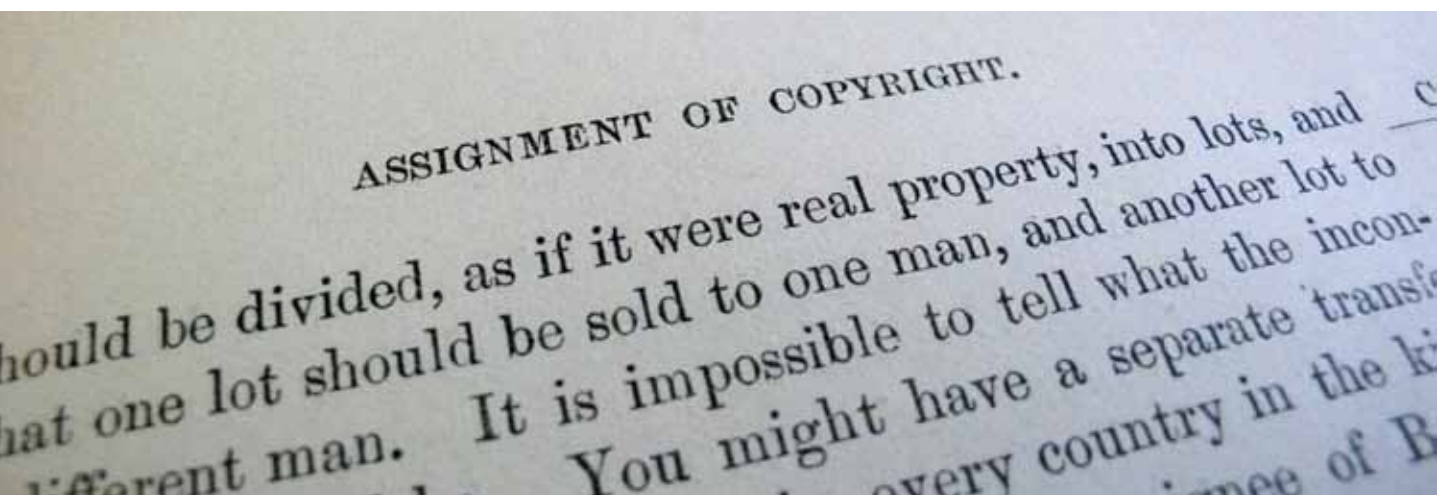 ASSIGNMENT OF COPYRIGHT.
should be divided, as if it were real property, into lots, and
that one lot should be sold to one man, and another lot to
different man. It is impossible to tell what the incon-
You might have a separate
every country in the
of